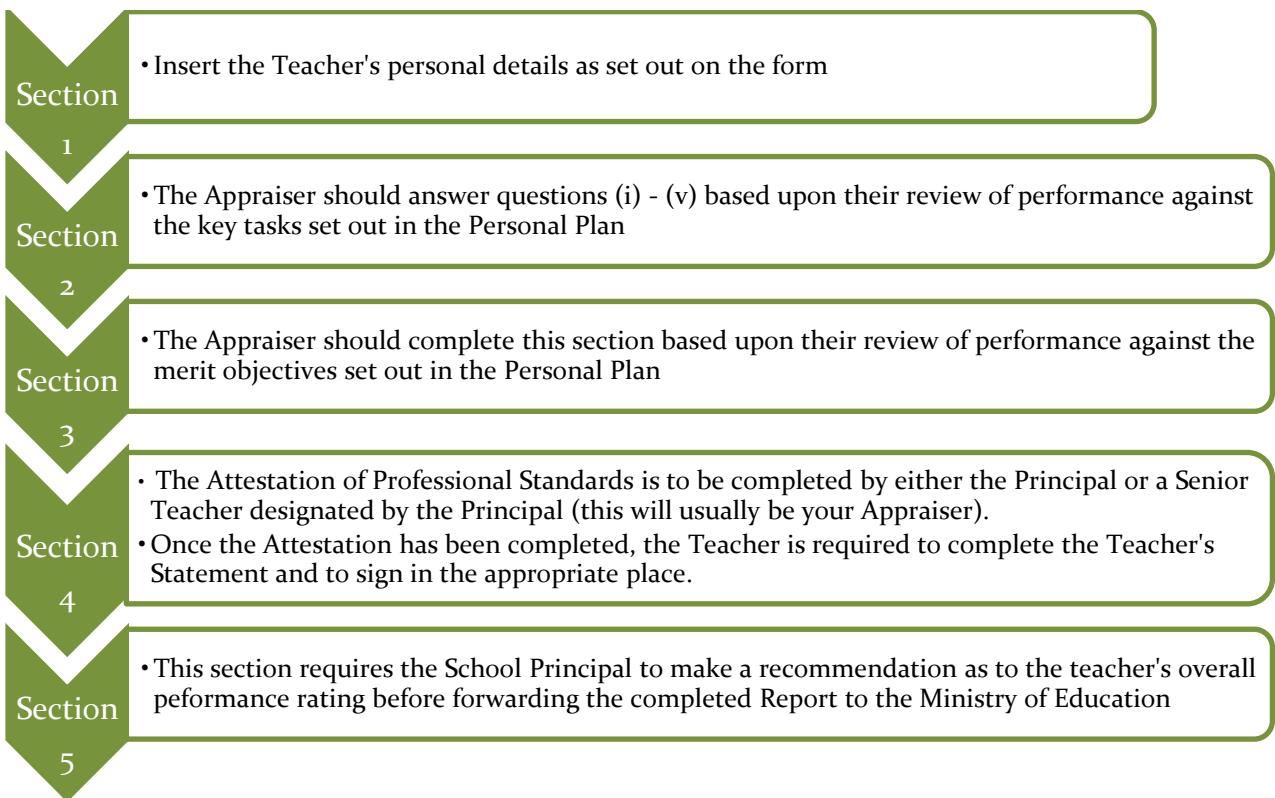 Section
1
• Insert the Teacher's personal details as set out on the form
Section
2
• The Appraiser should answer questions (i) - (v) based upon their review of performance against
the key tasks set out in the Personal Plan
Section
3
• The Appraiser should complete this section based upon their review of performance against the
merit objectives set out in the Personal Plan
Section
4
• The Attestation of Professional Standards is to be completed by either the Principal or a Senior
Teacher designated by the Principal (this will usually be your Appraiser).
• Once the Attestation has been completed, the Teacher is required to complete the Teacher's
Statement and to sign in the appropriate place.
Section
5
• This section requires the School Principal to make a recommendation as to the teacher's overall
peformance rating before forwarding the completed Report to the Ministry of Education